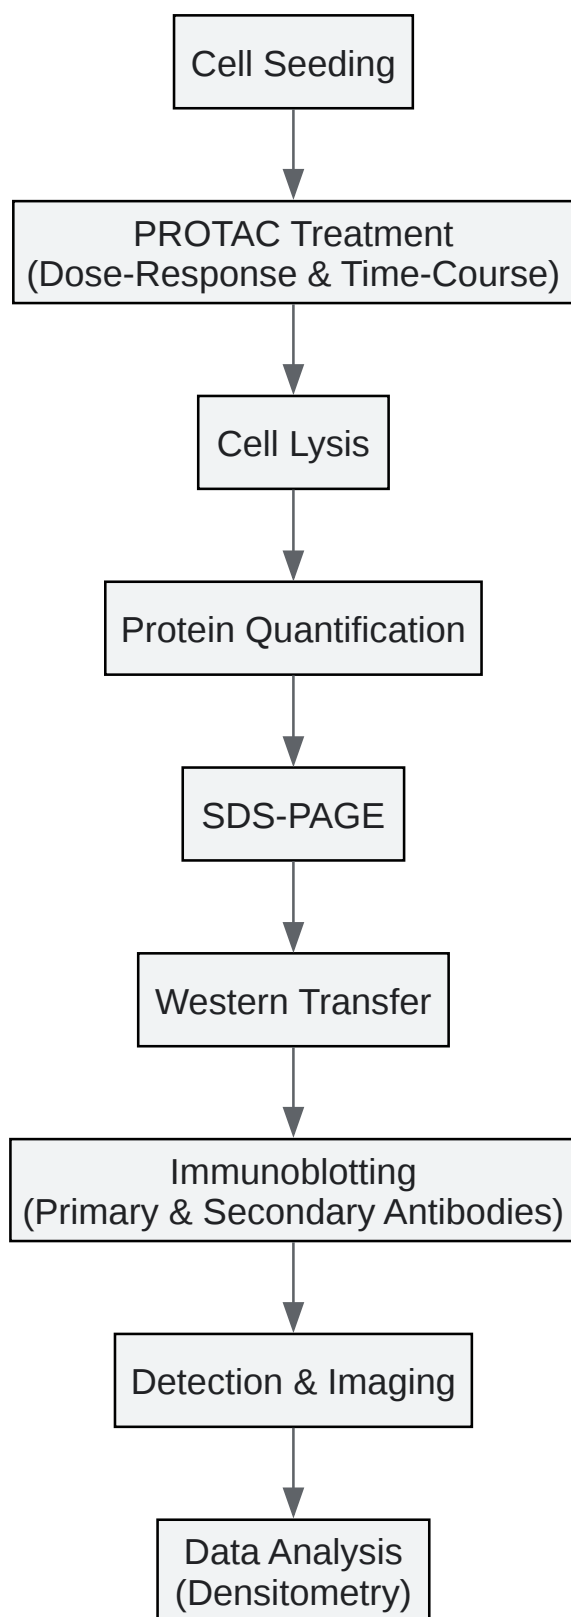 Cell Seeding
PROTAC Treatment
(Dose-Response & Time-Course)
Cell Lysis
Protein Quantification
SDS-PAGE
Western Transfer
Immunoblotting
(Primary & Secondary Antibodies)
Detection & Imaging
Data Analysis
(Densitometry)